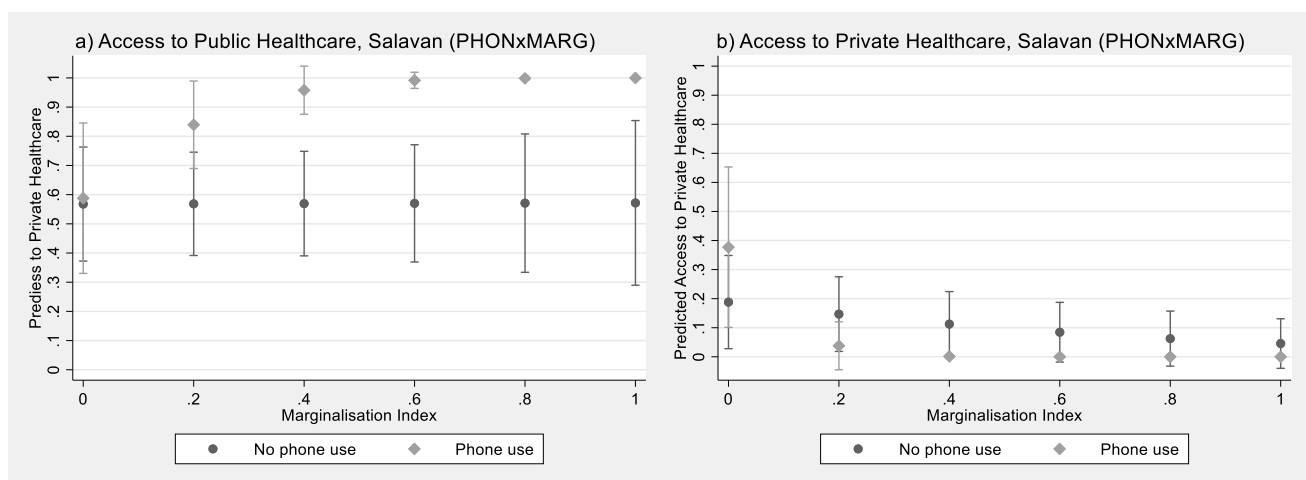 a) Access to Public Healthcare, Salavan (PHONxMARG)
Prediess to Private Healthcare
1
.9
.8
.7
.6
.5
.4
.3
.2
.1
0
0 .2 .4 .6 .8 1
Marginalisation Index
No phone use Phone use
b) Access to Private Healthcare, Salavan (PHONxMARG)
Predicted Access to Private Healthcare
1
.9
.8
.7
.6
.5
.4
.3
.2
.1
0
0 .2 .4 .6 .8 1
Marginalisation Index
No phone use Phone use